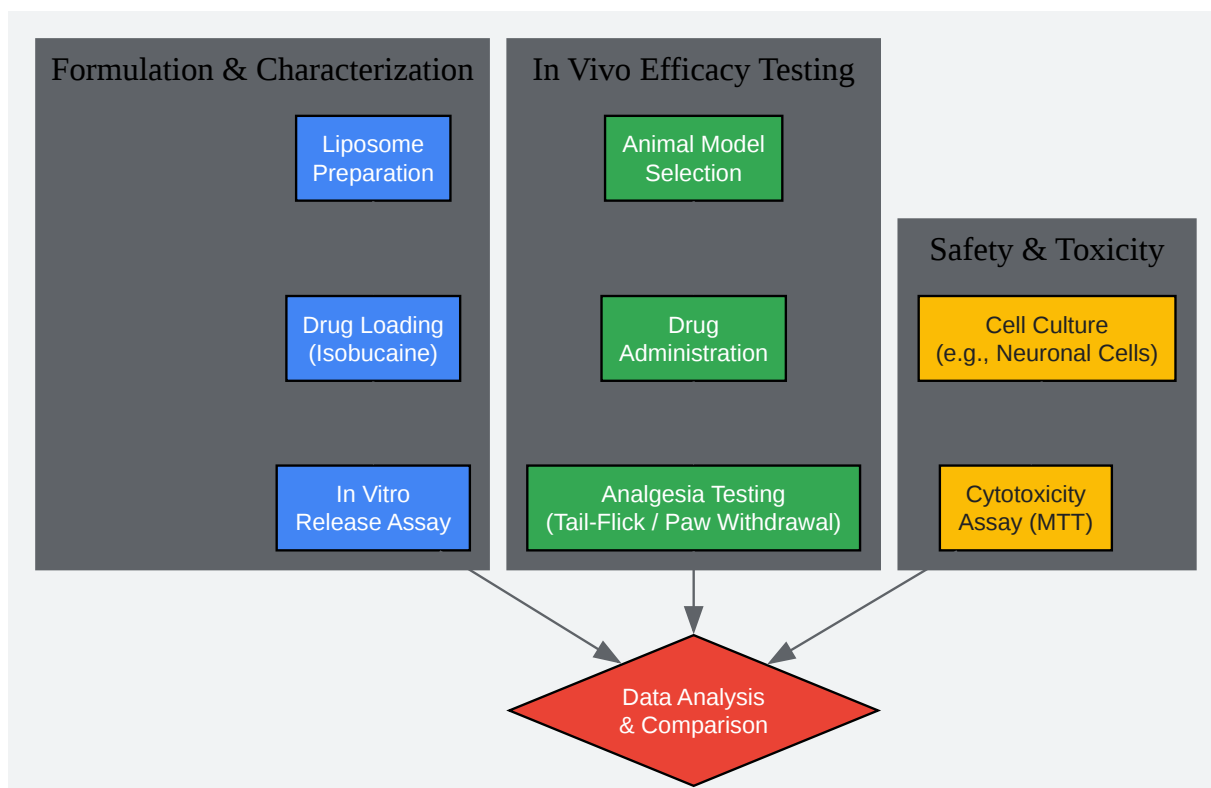 Formulation & Characterization
Liposome
Preparation
Drug Loading
(Isobucaine)
In Vitro
Release Assay
In Vivo Efficacy Testing
Animal Model
Selection
Drug
Administration
Analgesia Testing
(Tail-Flick / Paw Withdrawal)
Safety & Toxicity
Cell Culture
(e.g., Neuronal Cells)
Cytotoxicity
Assay (MTT)
Data Analysis
& Comparison